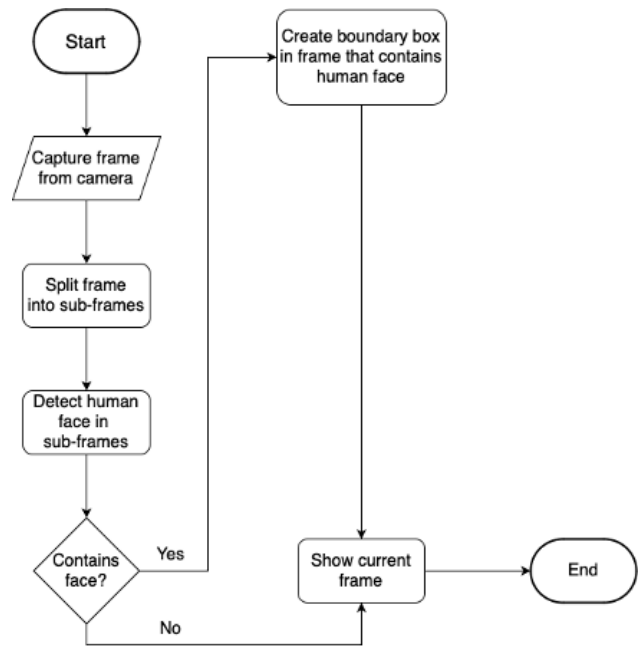 Start
Capture frame
from camera
Split frame
into sub-frames
Detect human
face in
sub-frames
Contains
face?
Yes
No
Create boundary box
in frame that contains
human face
Show current
frame
End